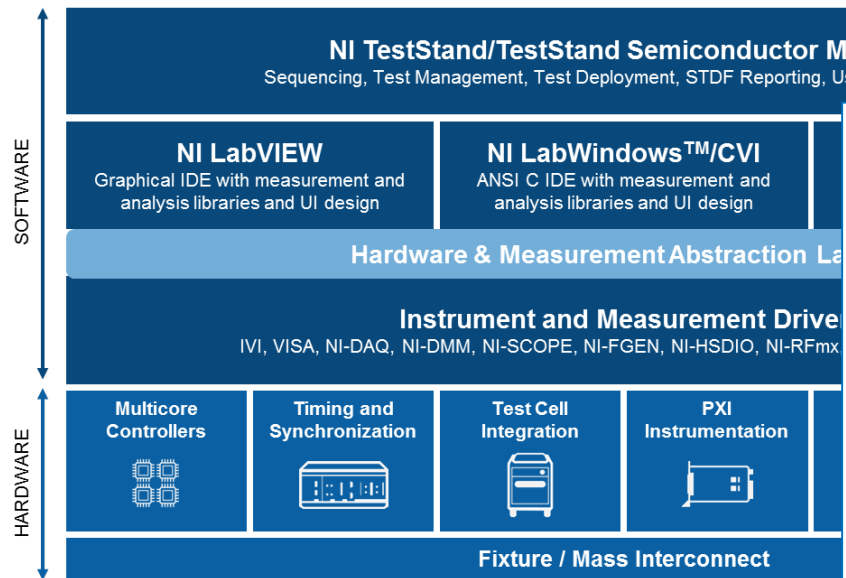 NI TestStand/TestStand Semiconductor M
Sequencing, Test Management, Test Deployment, STDF Reporting, Us
SOFTWARE
NI LabVIEW
Graphical IDE with measurement and
analysis libraries and UI design
NI LabWindows™/CVI
ANSI C IDE with measurement and
analysis libraries and UI design
Hardware & Measurement Abstraction La
Instrument and Measurement Drive
IVI, VISA, NI-DAQ, NI-DMM, NI-SCOPE, NI-FGEN, NI-HSDIO, NI-RFmx,
HARDWARE
Multicore
Controllers
Timing and
Synchronization
Test Cell
Integration
PXI
Instrumentation
Fixture / Mass Interconnect